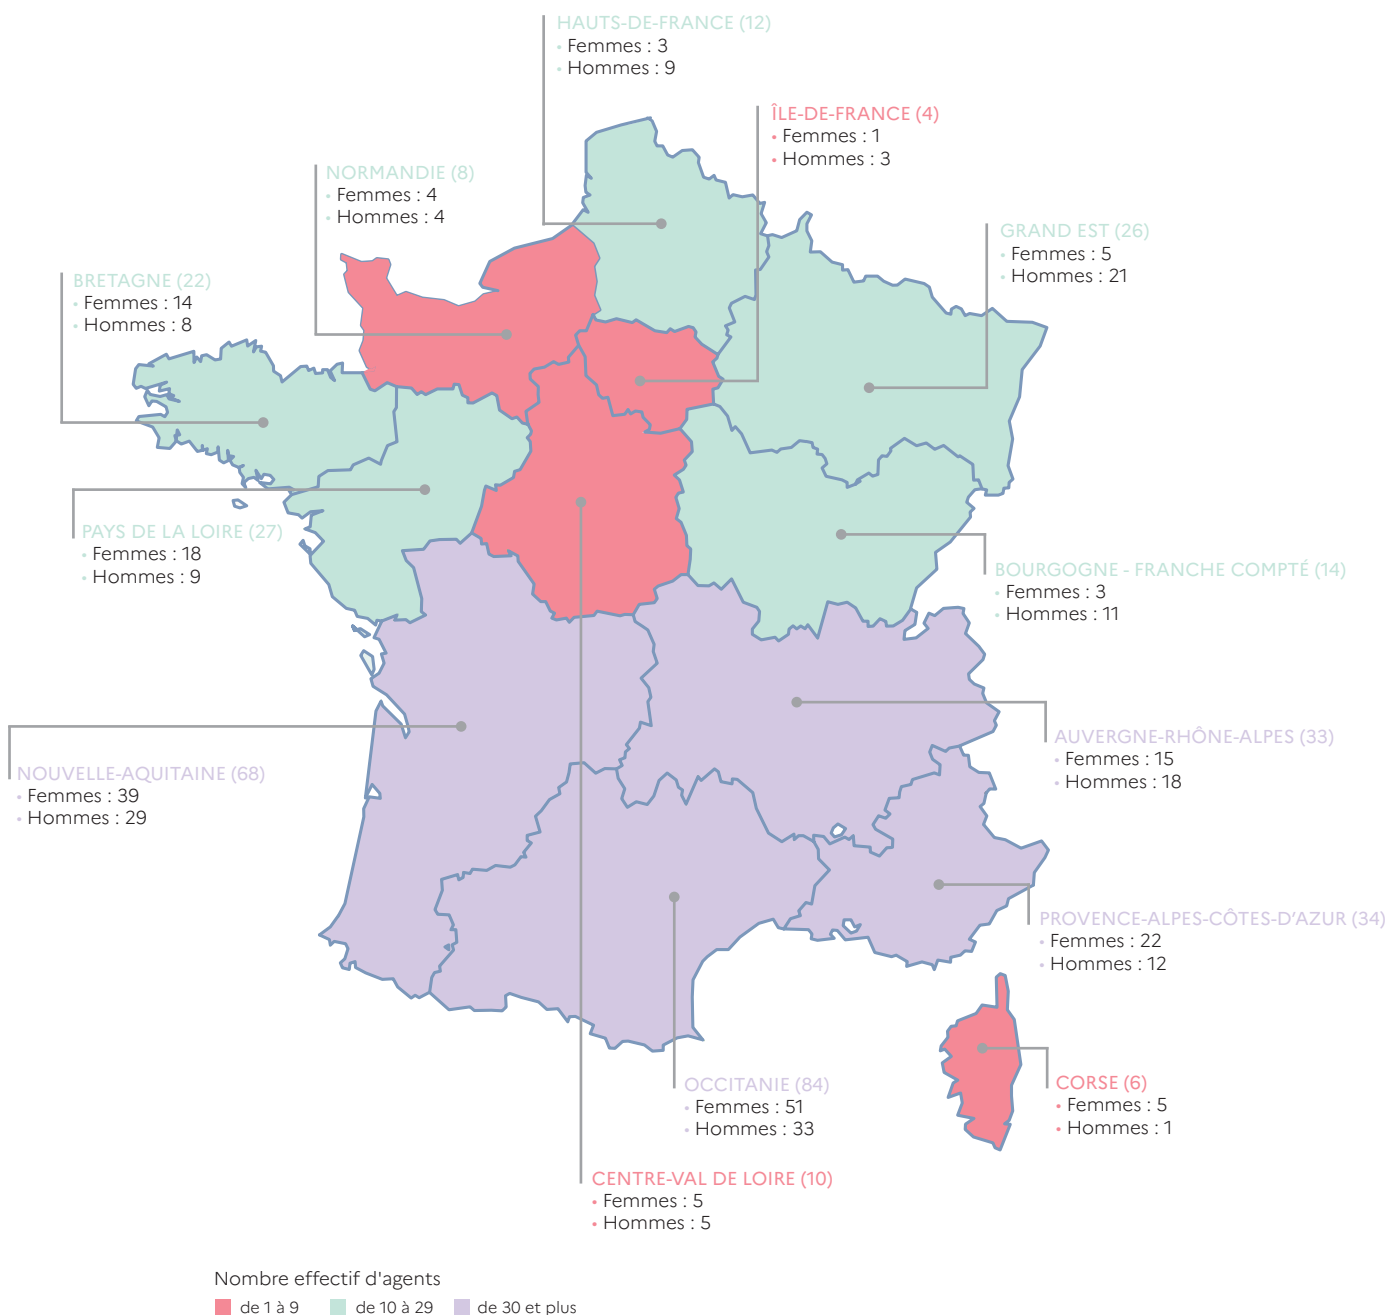 HAUTS-DE-FRANCE (12)
• Femmes : 3
• Hommes : 9
ÎLE-DE-FRANCE (4)
• Femmes : 1
• Hommes : 3
NORMANDIE (8)
• Femmes : 4
• Hommes : 4
GRAND EST (26)
• Femmes : 5
• Hommes : 21
BRETAGNE (22)
• Femmes : 14
• Hommes : 8
PAYS DE LA LOIRE (27)
• Femmes : 18
• Hommes : 9
BOURGOGNE - FRANCHE COMPTÉ (14)
• Femmes : 3
• Hommes : 11
AUVERGNE-RHÔNE-ALPES (33)
• Femmes : 15
• Hommes : 18
NOUVELLE-AQUITAINE (68)
• Femmes : 39
• Hommes : 29
PROVENCE-ALPES-CÔTES-D'AZUR (34)
• Femmes : 22
• Hommes : 12
OCCITANIE (84)
• Femmes : 51
• Hommes : 33
CORSE (6)
• Femmes : 5
• Hommes : 1
CENTRE-VAL DE LOIRE (10)
• Femmes : 5
• Hommes : 5
Nombre effectif d'agents
de 1 à 9 de 10 à 29 de 30 et plus